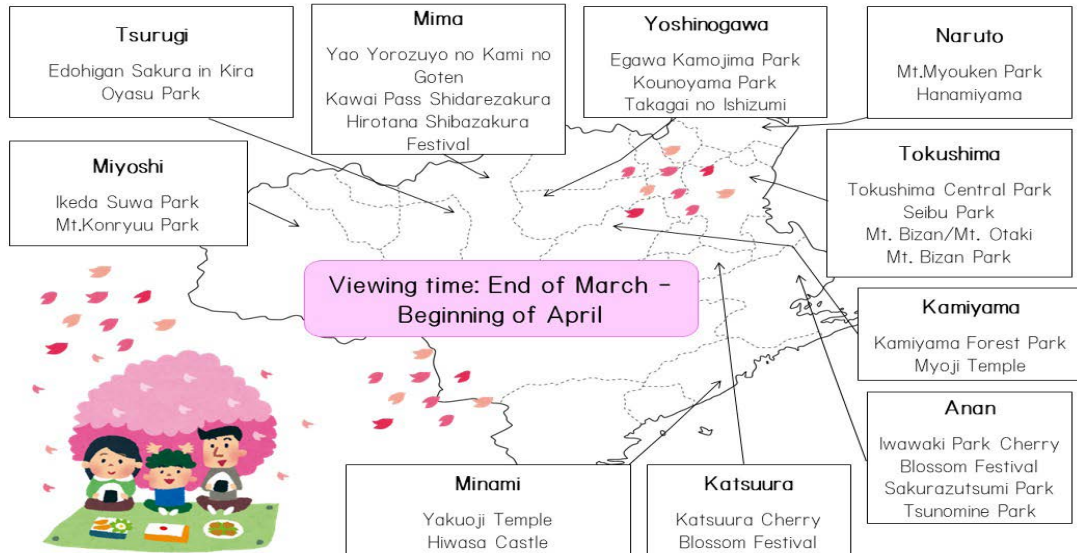 Tsurugi
Edohigan Sakura in Kira
Oyasu Park
Mima
Yao Yorozuyo no Kami no
Goten
Kawai Pass Shidarezakura
Hirotana Shibazakura
Festival
Yoshinogawa
Egawa Kamojima Park
Kounoyama Park
Takagai no Ishizumi
Naruto
Mt.Myouken Park
Hanamiyama
Miyoshi
Ikeda Suwa Park
Mt.Konryuu Park
Tokushima
Tokushima Central Park
Seibu Park
Mt. Bizan/Mt. Otaki
Mt. Bizan Park
Viewing time: End of March -
Beginning of April
Kamiyama
Kamiyama Forest Park
Myoji Temple
Anan
Iwawaki Park Cherry
Blossom Festival
Sakurazutsumi Park
Tsunomine Park
Minami
Yakuoji Temple
Hiwasa Castle
Katsuura
Katsuura Cherry
Blossom Festival